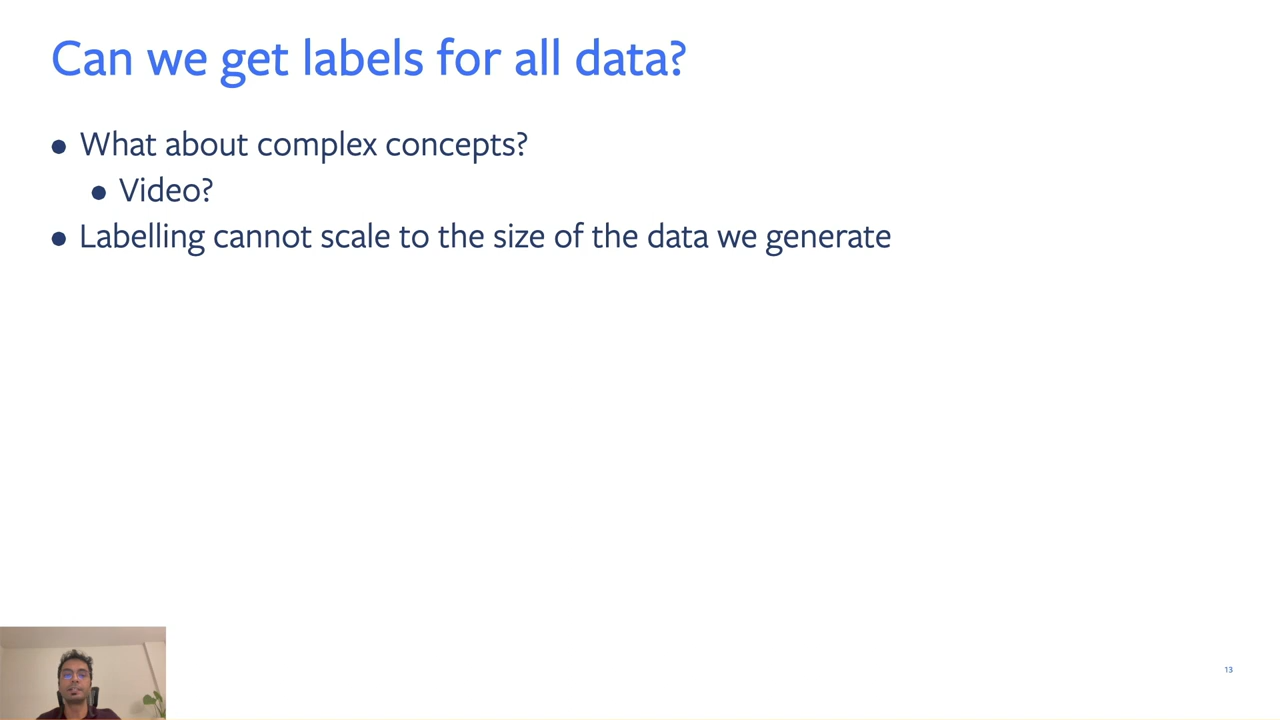 Can we get labels for all data?
• What about complex concepts?
• Video?
• Labelling cannot scale to the size of the data we generate
13